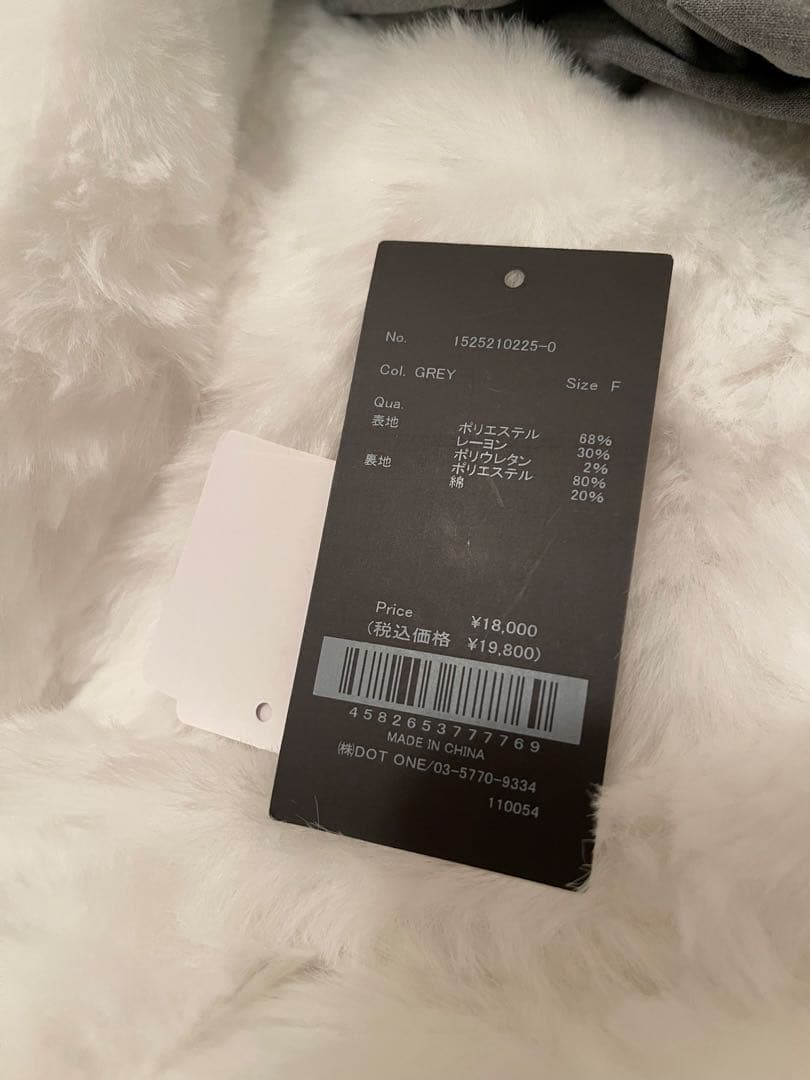 No. 1525210225-0
Col. GREY Size F
Qua.
表地 ポリエステル 68%
レーヨン 30%
ポリウレタン 2%
裏地 ポリエステル 80%
綿 20%
Price ¥18,000
(税込価格 ¥19,800)
4582653777769
MADE IN CHINA
㈱DOT ONE/03-5770-9334
110054